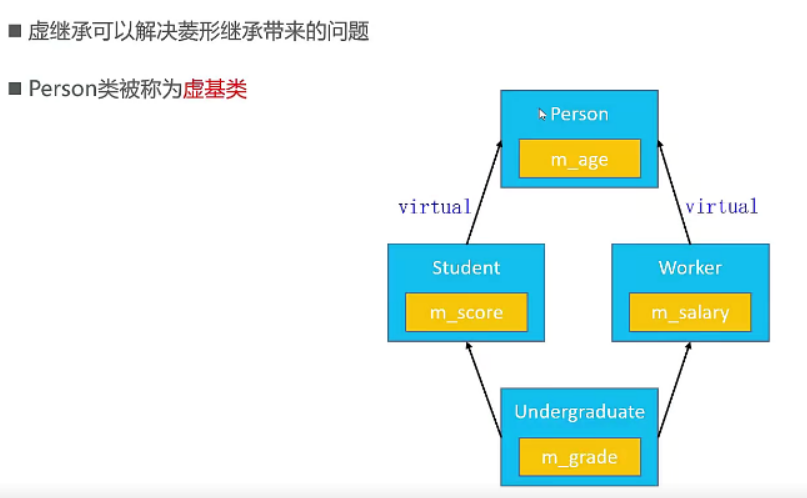 虚继承可以解决菱形继承带来的问题
Person类被称为虚基类
Person
m_age
virtual
virtual
Student
m_score
Worker
m_salary
Undergraduate
m_grade